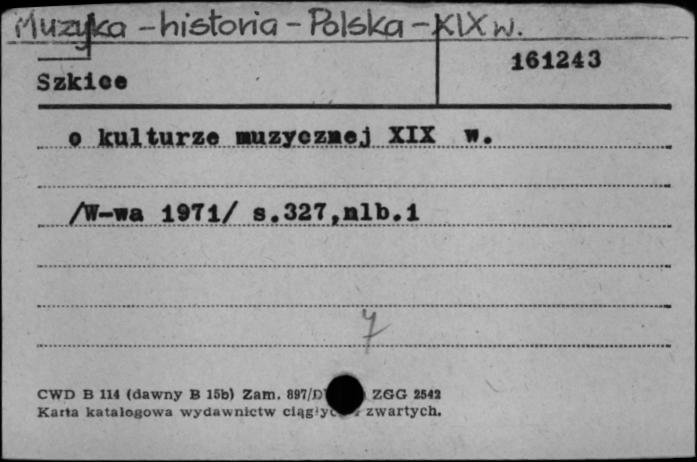 Muzyka - historia - Polska - XIX w.
161243
Szkice
o kulturze muzycznej XIX w.
/W-wa 1971/ s.327,nlb.1
7
CWD B 114 (dawny B 15b) Zam. 897/D ZGG 2542
Karta katalogowa wydawnictw zwartych.